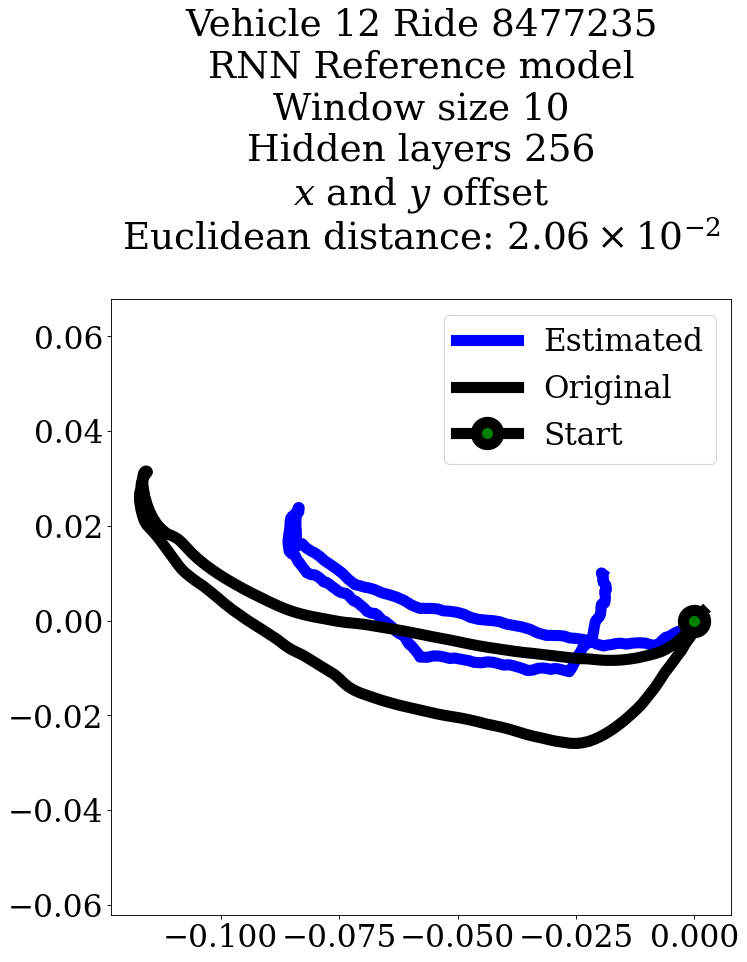 Vehicle 12 Ride 8477235
RNN Reference model
Window size 10
Hidden layers 256
x and y offset
Euclidean distance: 2.06 × 10⁻²
Estimated
Original
Start
0.06
0.04
0.02
0.00
−0.02
−0.04
−0.06
−0.100 −0.075 −0.050 −0.025 0.000